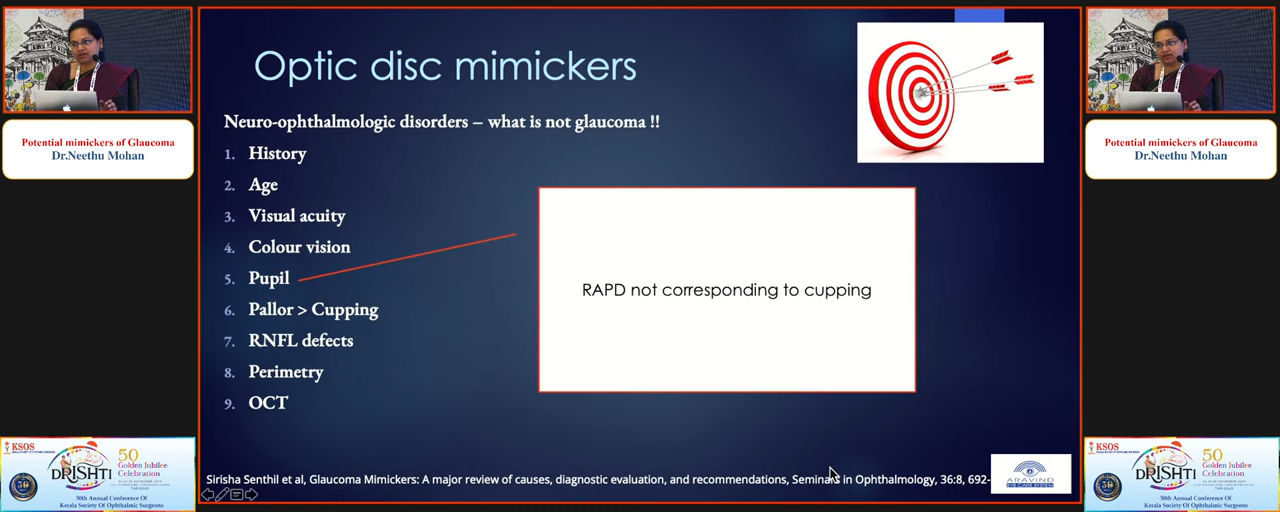 Optic disc mimickers
Neuro-ophthalmologic disorders – what is not glaucoma !!
1. History
2. Age
3. Visual acuity
4. Colour vision
5. Pupil
6. Pallor > Cupping
7. RNFL defects
8. Perimetry
9. OCT
RAPD not corresponding to cupping
Sirisha Senthil et al, Glaucoma Mimickers: A major review of causes, diagnostic evaluation, and recommendations, Seminars in Ophthalmology, 36:8, 692-
ARAVIND
EYE CARE SYSTEM
Potential mimickers of Glaucoma
Dr.Neethu Mohan
KSOS
DRISHTI
50
Golden Jubilee
Celebration
50th Annual Conference Of
Kerala Society Of Ophthalmic Surgeons
Potential mimickers of Glaucoma
Dr.Neethu Mohan
KSOS
DRISHTI
50
Golden Jubilee
Celebration
50th Annual Conference Of
Kerala Society Of Ophthalmic Surgeons